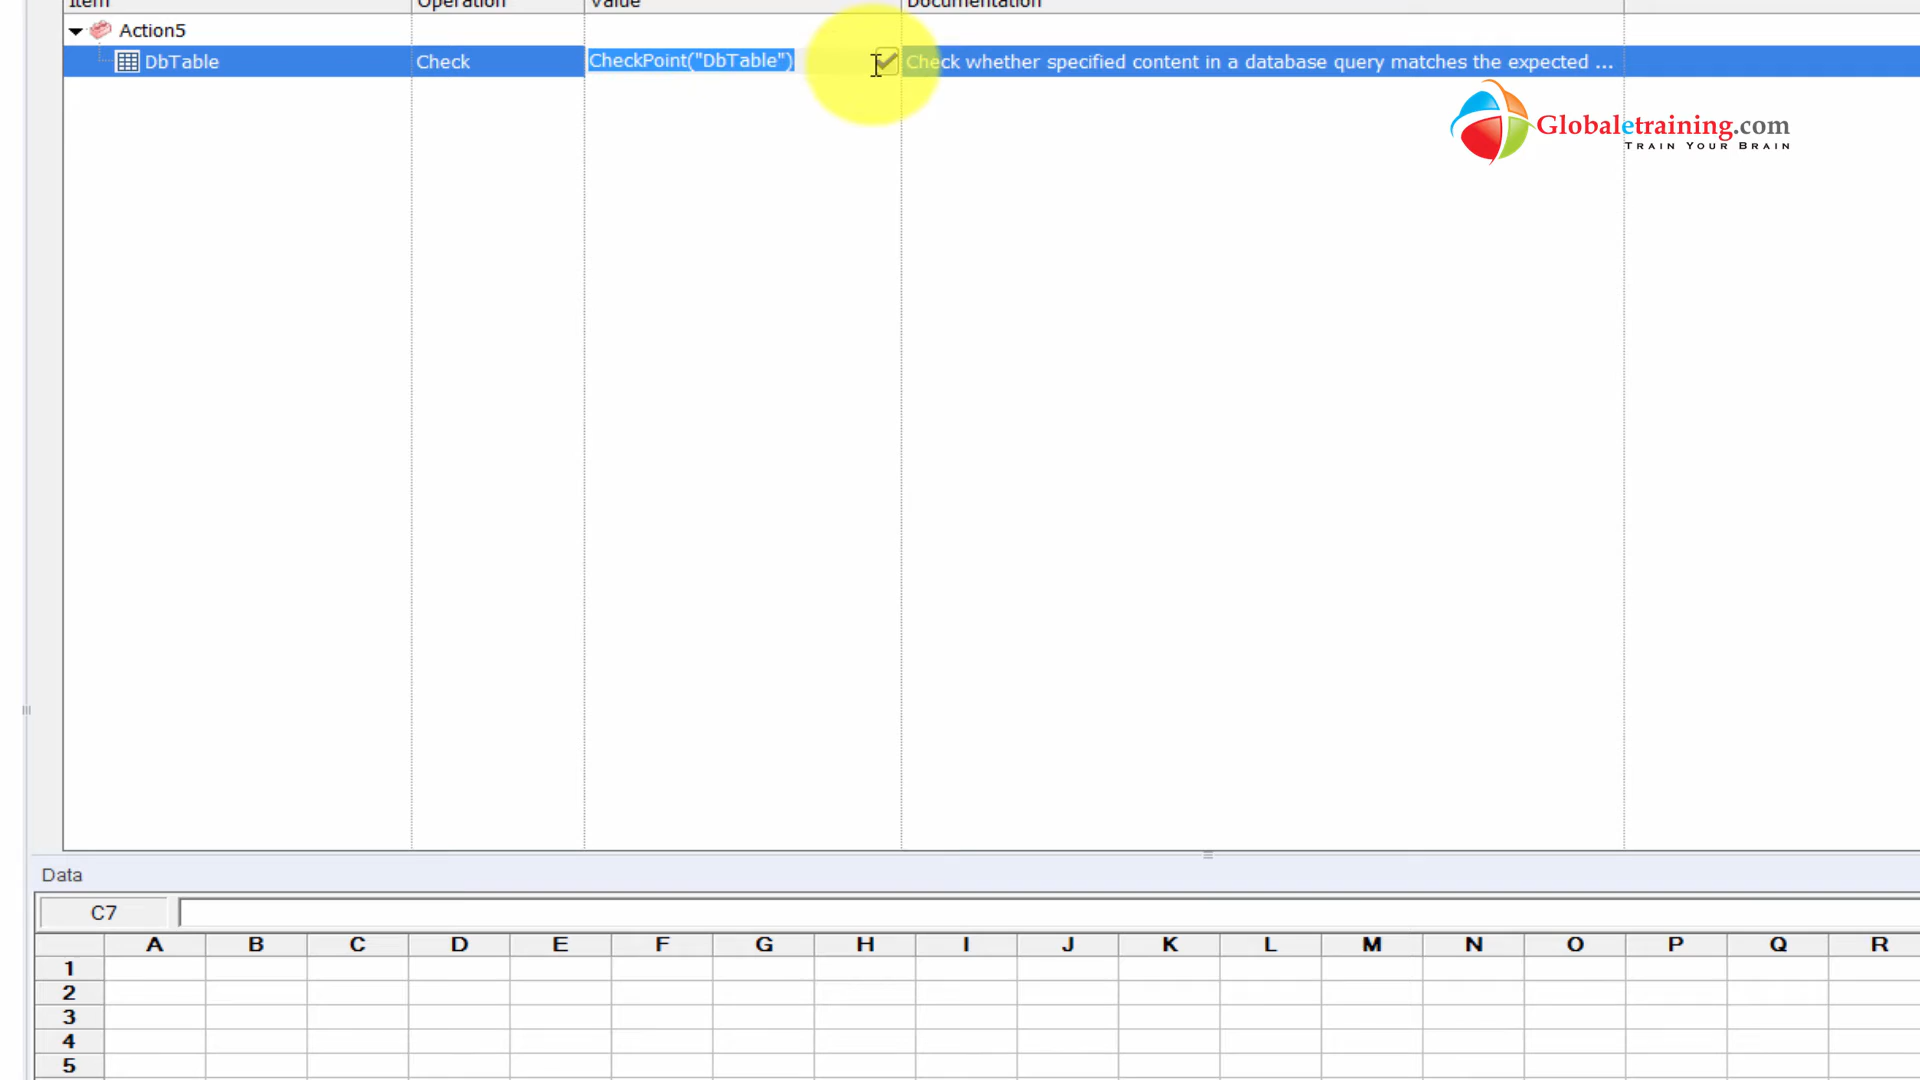 Item Operation Value Documentation
Action5
DbTable Check CheckPoint("DbTable") Check whether specified content in a database query matches the expected ...
Globaletraining.com
TRAIN YOUR BRAIN
Data
C7
A B C D E F G H I J K L M N O P Q R
1
2
3
4
5